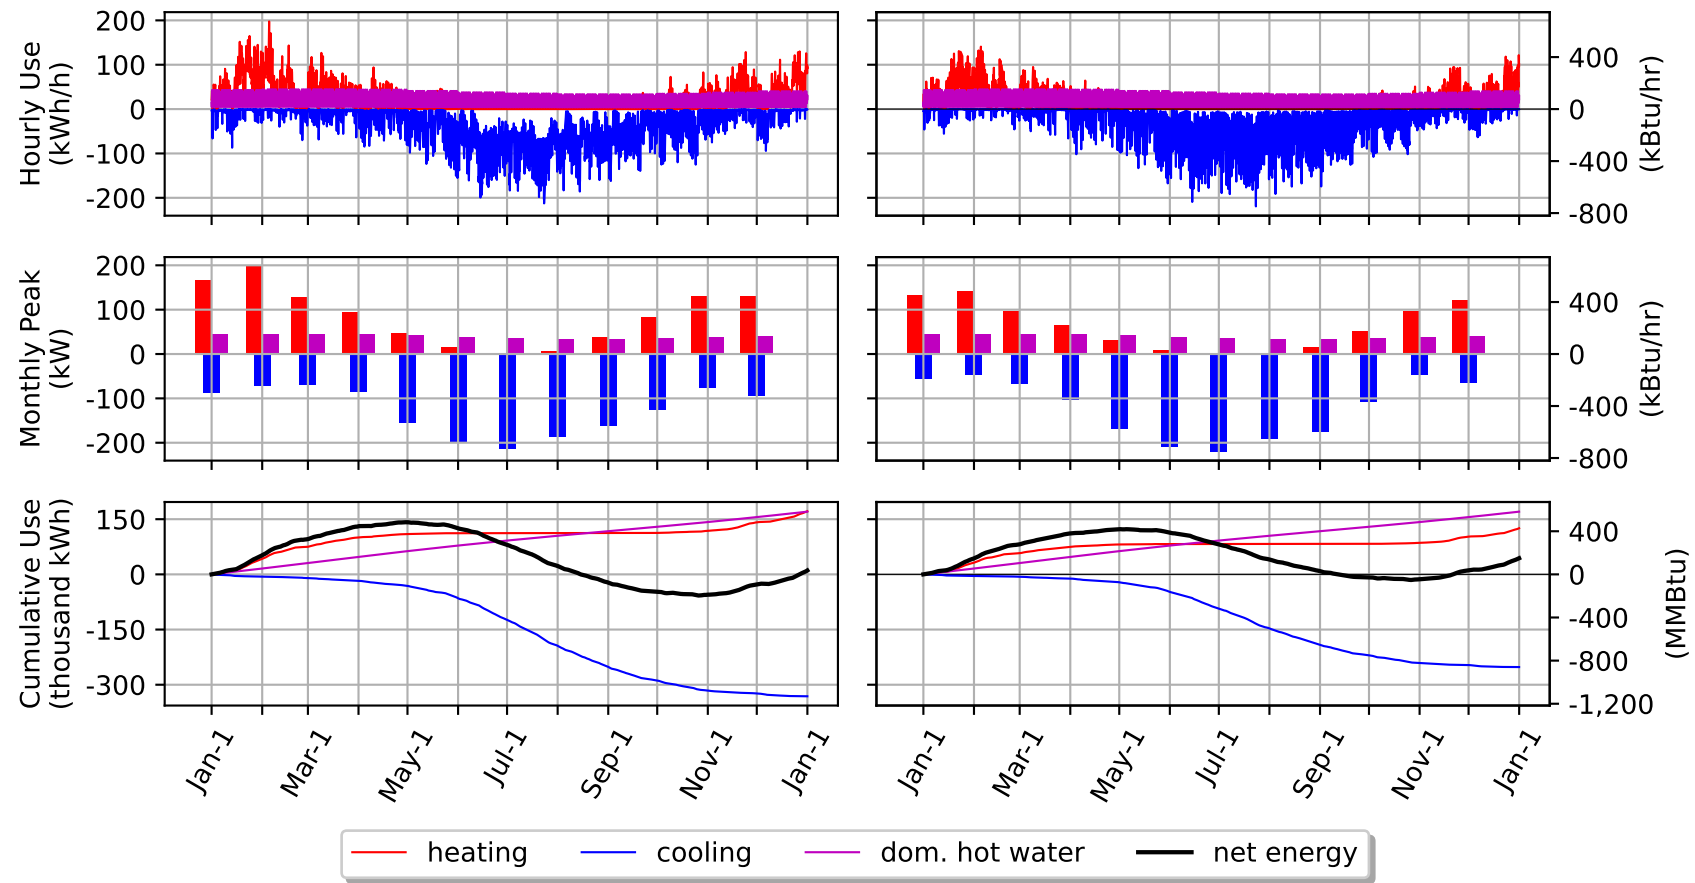 Hourly Use
(kWh/h)
200
100
0
-100
-200
400
0
-400
-800
(kBtu/hr)
Monthly Peak
(kW)
200
100
0
-100
-200
400
0
-400
-800
(kBtu/hr)
Cumulative Use
(thousand kWh)
150
0
-150
-300
400
0
-400
-800
-1,200
(MMBtu)
Jan-1 Mar-1 May-1 Jul-1 Sep-1 Nov-1 Jan-1
Jan-1 Mar-1 May-1 Jul-1 Sep-1 Nov-1 Jan-1
heating cooling dom. hot water net energy